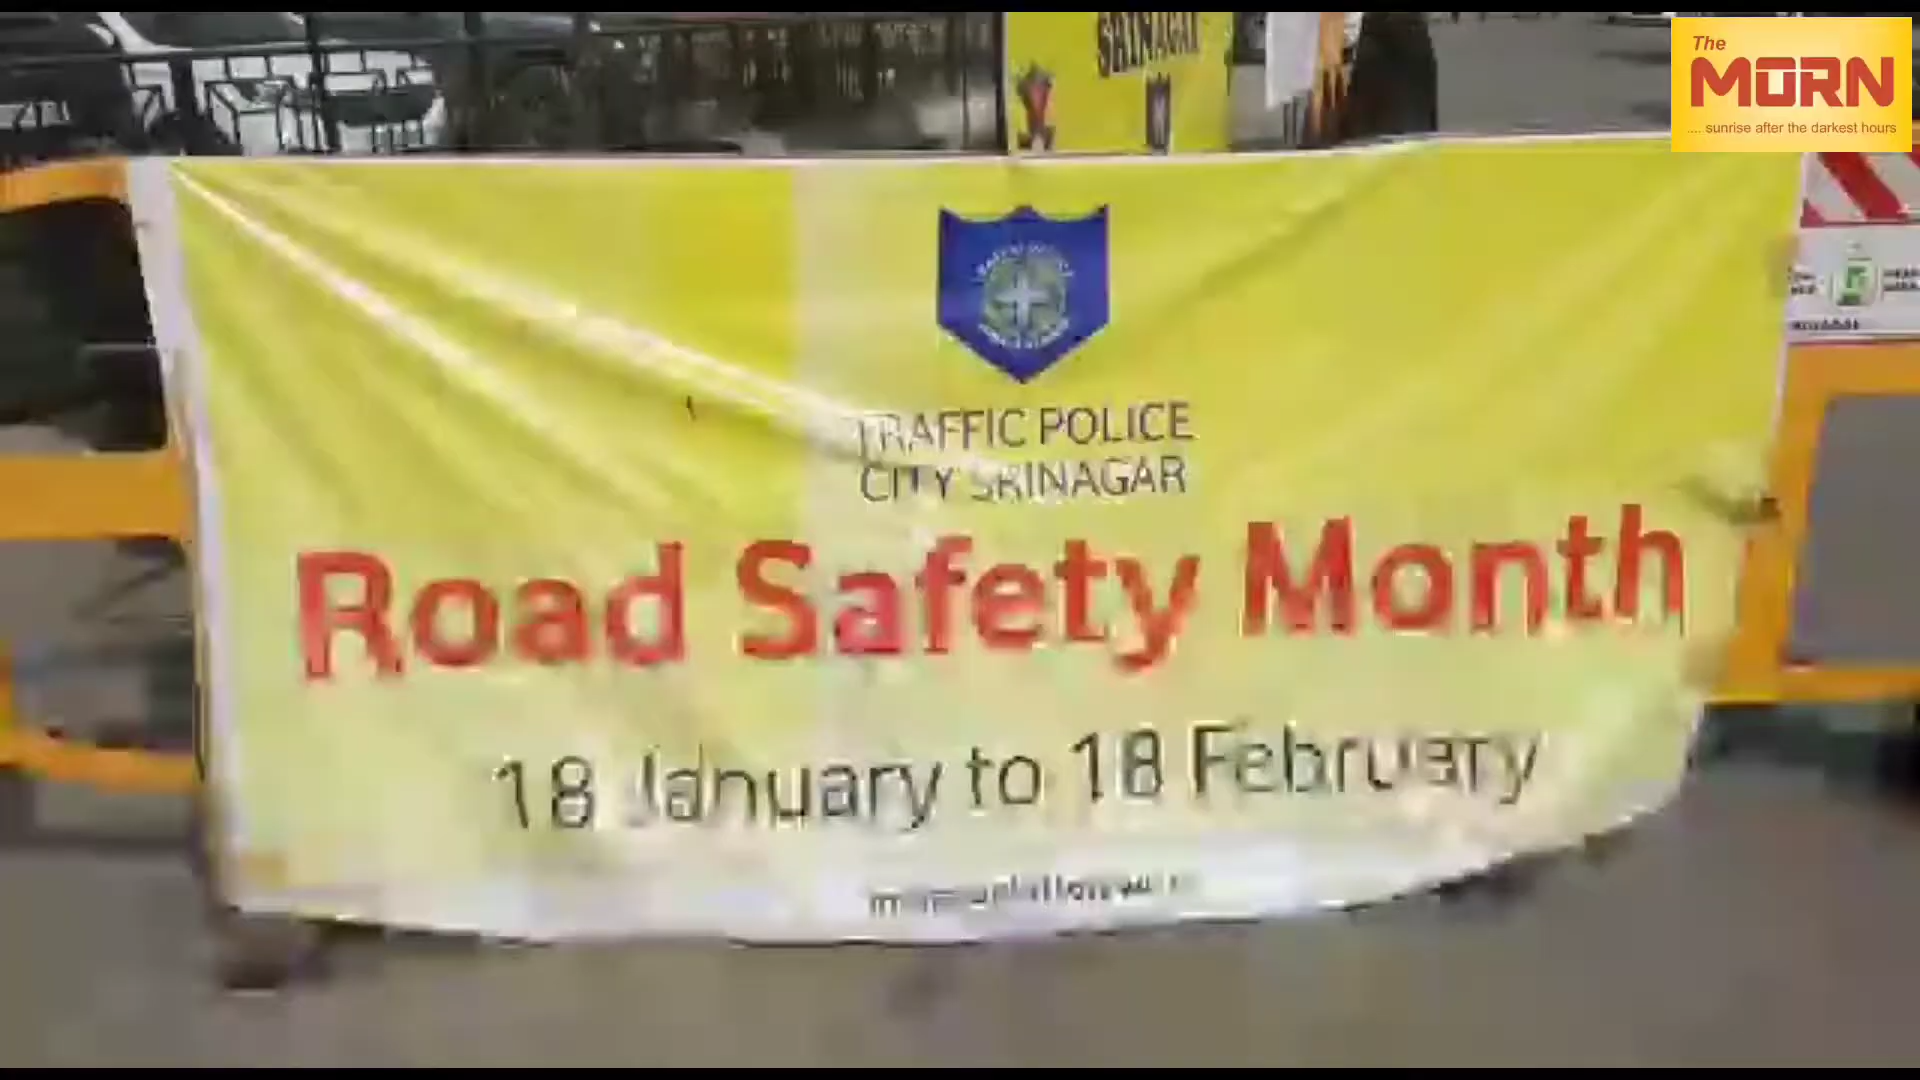 SRINAGAR
The
MORN
.... sunrise after the darkest hours
TRAFFIC POLICE
CITY SRINAGAR
Road Safety Month
18 January to 18 February